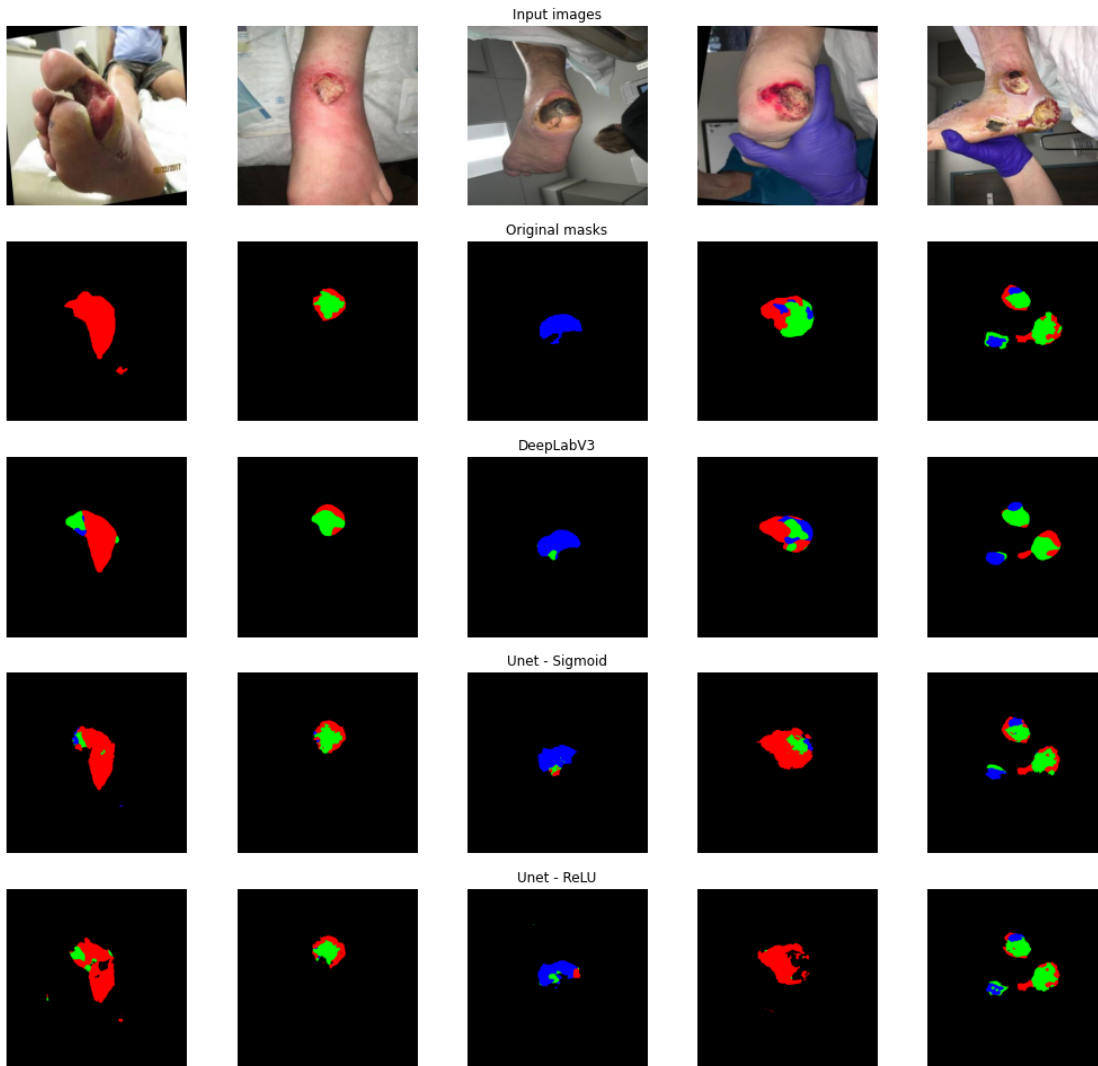 Input images
Original masks
DeepLabV3
Unet - Sigmoid
Unet - ReLU